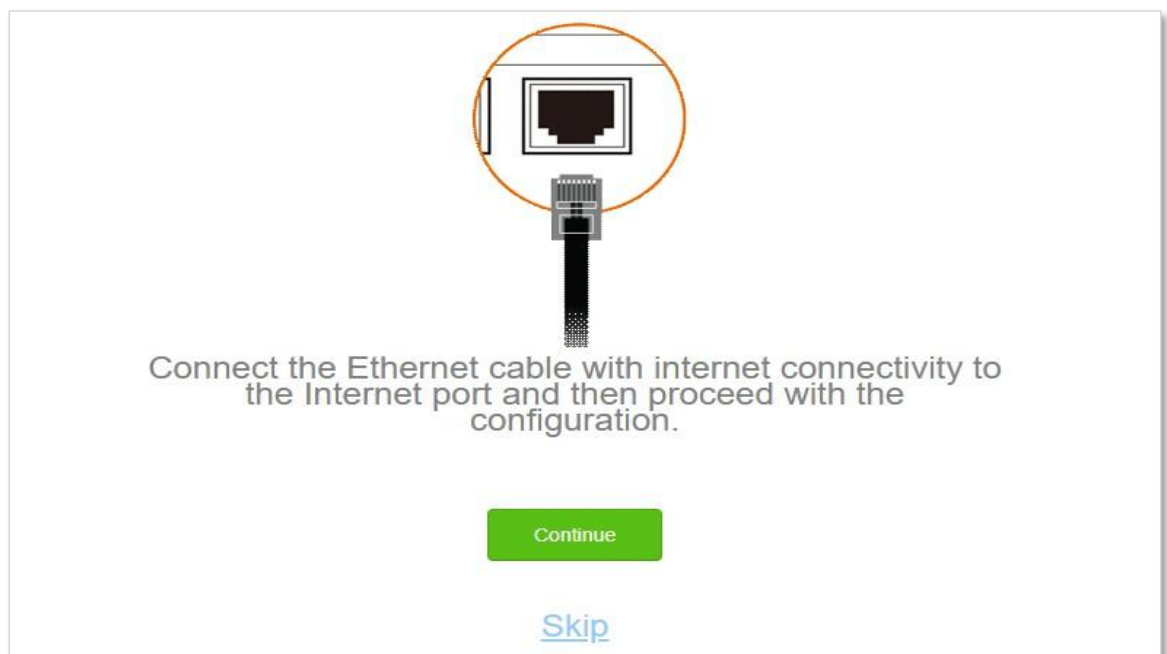 Connect the Ethernet cable with internet connectivity to
the Internet port and then proceed with the
configuration.
Continue
Skip